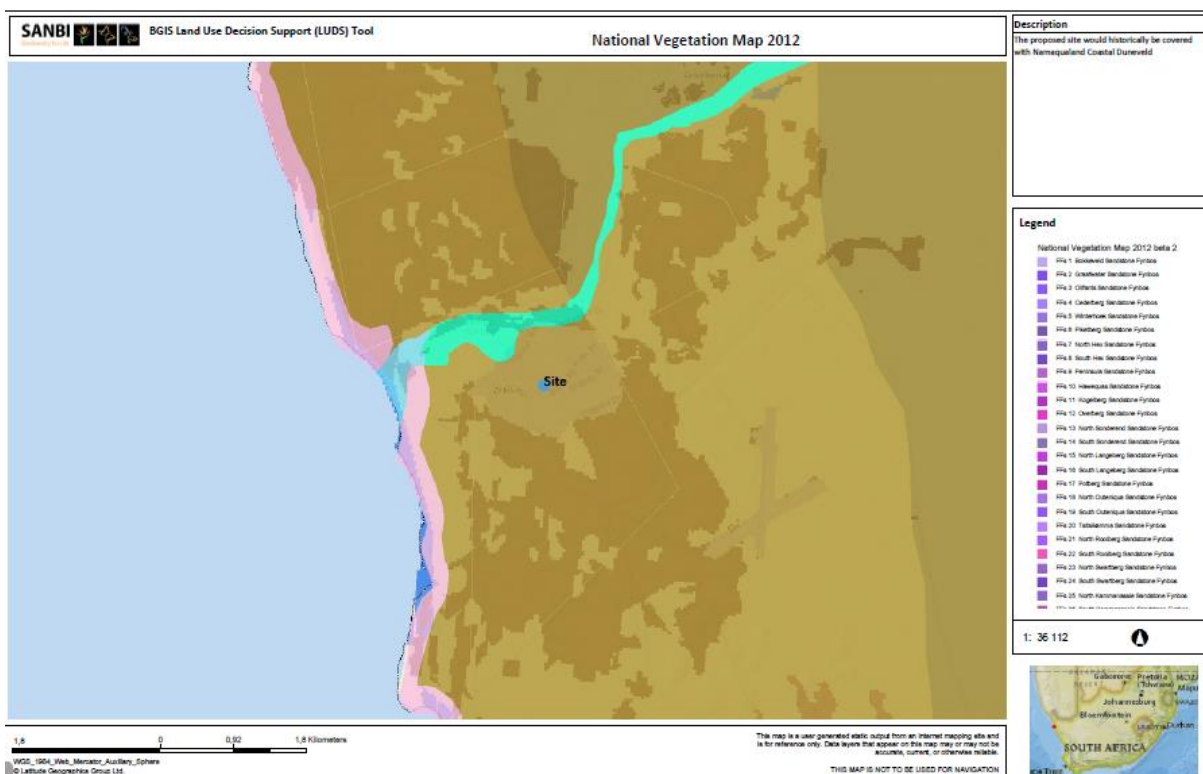 SANBI
Biodiversity for Life
BGIS Land Use Decision Support (LUDS) Tool
National Vegetation Map 2012
Description
The proposed site would historically be covered
with Namaqualand Coastal Duneveld
Site
Legend
National Vegetation Map 2012 beta 2
FFs 1 Bokkeveld Sandstone Fynbos
FFs 2 Graafwater Sandstone Fynbos
FFs 3 Olifants Sandstone Fynbos
FFs 4 Cederberg Sandstone Fynbos
FFs 5 Winterhoek Sandstone Fynbos
FFs 6 Piketberg Sandstone Fynbos
FFs 7 North Hex Sandstone Fynbos
FFs 8 South Hex Sandstone Fynbos
FFs 9 Peninsula Sandstone Fynbos
FFs 10 Hawequas Sandstone Fynbos
FFs 11 Kogelberg Sandstone Fynbos
FFs 12 Overberg Sandstone Fynbos
FFs 13 North Sonderend Sandstone Fynbos
FFs 14 South Sonderend Sandstone Fynbos
FFs 15 North Langeberg Sandstone Fynbos
FFs 16 South Langeberg Sandstone Fynbos
FFs 17 Potberg Sandstone Fynbos
FFs 18 North Outeniqua Sandstone Fynbos
FFs 19 South Outeniqua Sandstone Fynbos
FFs 20 Tsitsikamma Sandstone Fynbos
FFs 21 North Rooiberg Sandstone Fynbos
FFs 22 South Rooiberg Sandstone Fynbos
FFs 23 North Swartberg Sandstone Fynbos
FFs 24 South Swartberg Sandstone Fynbos
FFs 25 North Kammanassie Sandstone Fynbos
1: 36 112
Gaborone Pretoria
(Tshwane)
Johannesburg
Bloemfontein
Durban
SOUTH AFRICA
1,8 0 0,92 1,8 Kilometers
WGS_1984_Web_Mercator_Auxiliary_Sphere
© Latitude Geographics Group Ltd.
This map is a user generated static output from an Internet mapping site and
is for reference only. Data layers that appear on this map may or may not be
accurate, current, or otherwise reliable.
THIS MAP IS NOT TO BE USED FOR NAVIGATION